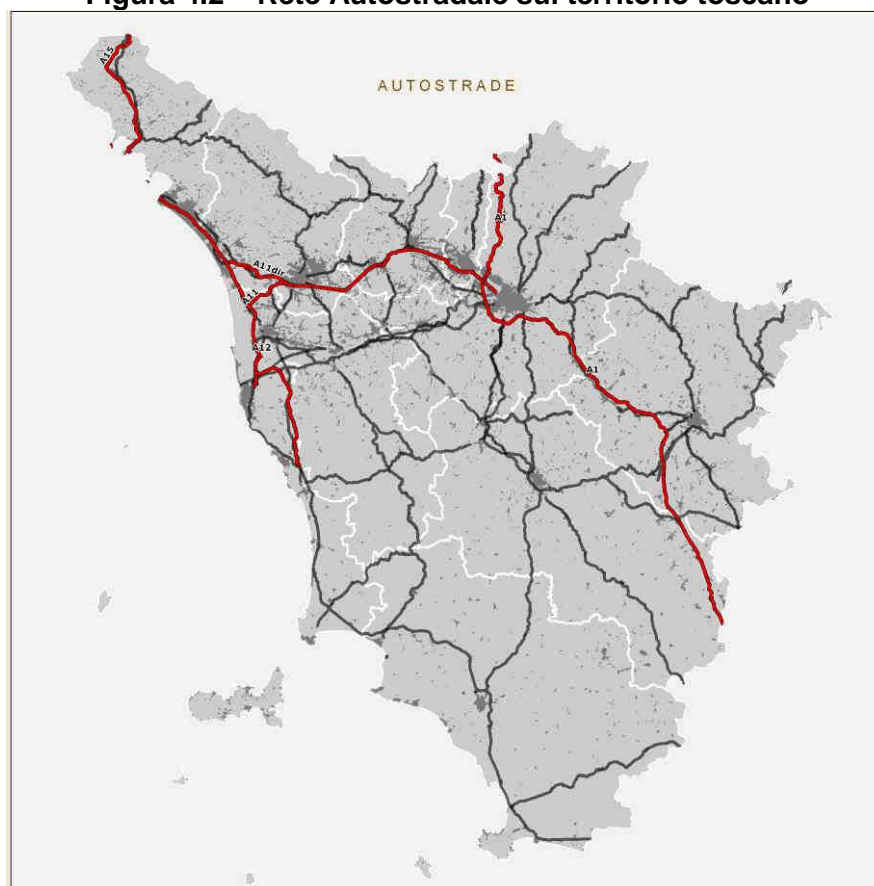 Figura 4.2 – Rete Autostradale sul territorio toscano
AUTOSTRADE
A15
A1
A11dir
A11
A12
A1